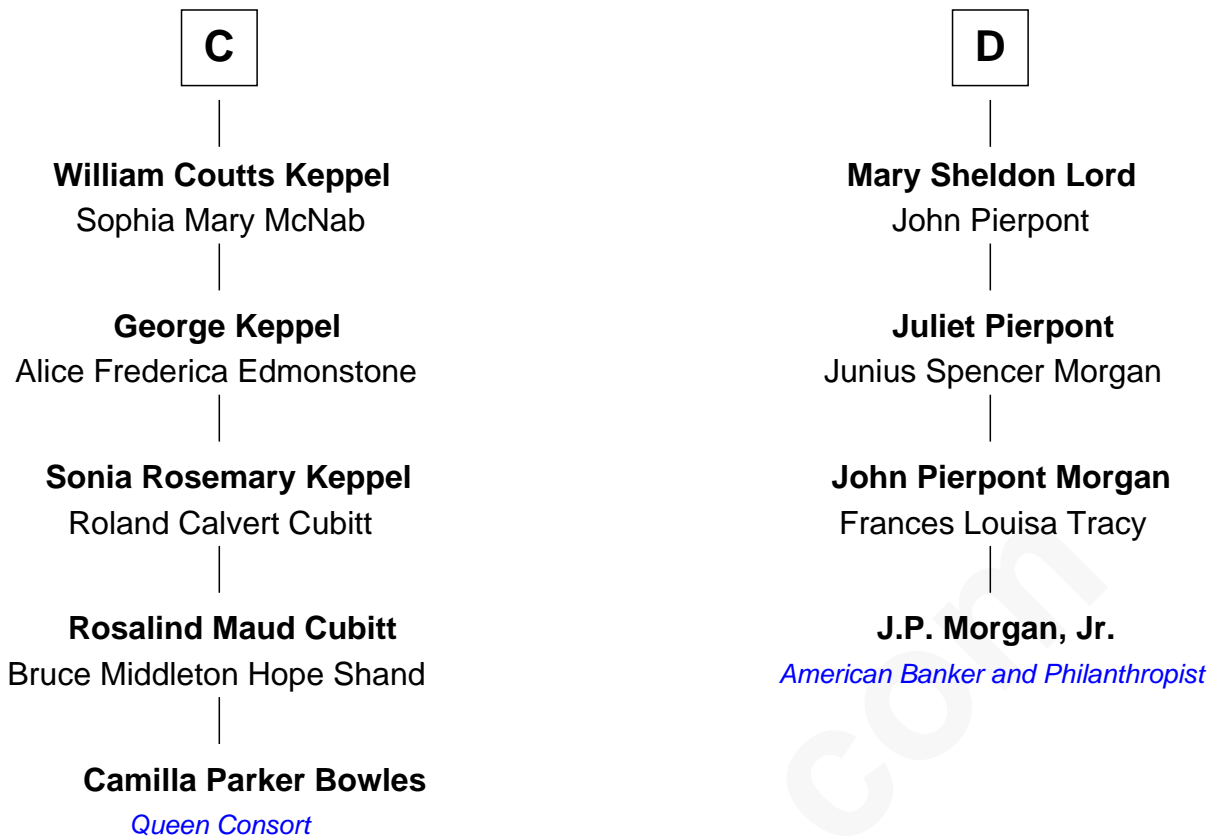 C
William Coutts Keppel
Sophia Mary McNab
George Keppel
Alice Frederica Edmonstone
Sonia Rosemary Keppel
Roland Calvert Cubitt
Rosalind Maud Cubitt
Bruce Middleton Hope Shand
Camilla Parker Bowles
Queen Consort
D
Mary Sheldon Lord
John Pierpont
Juliet Pierpont
Junius Spencer Morgan
John Pierpont Morgan
Frances Louisa Tracy
J.P. Morgan, Jr.
American Banker and Philanthropist
com